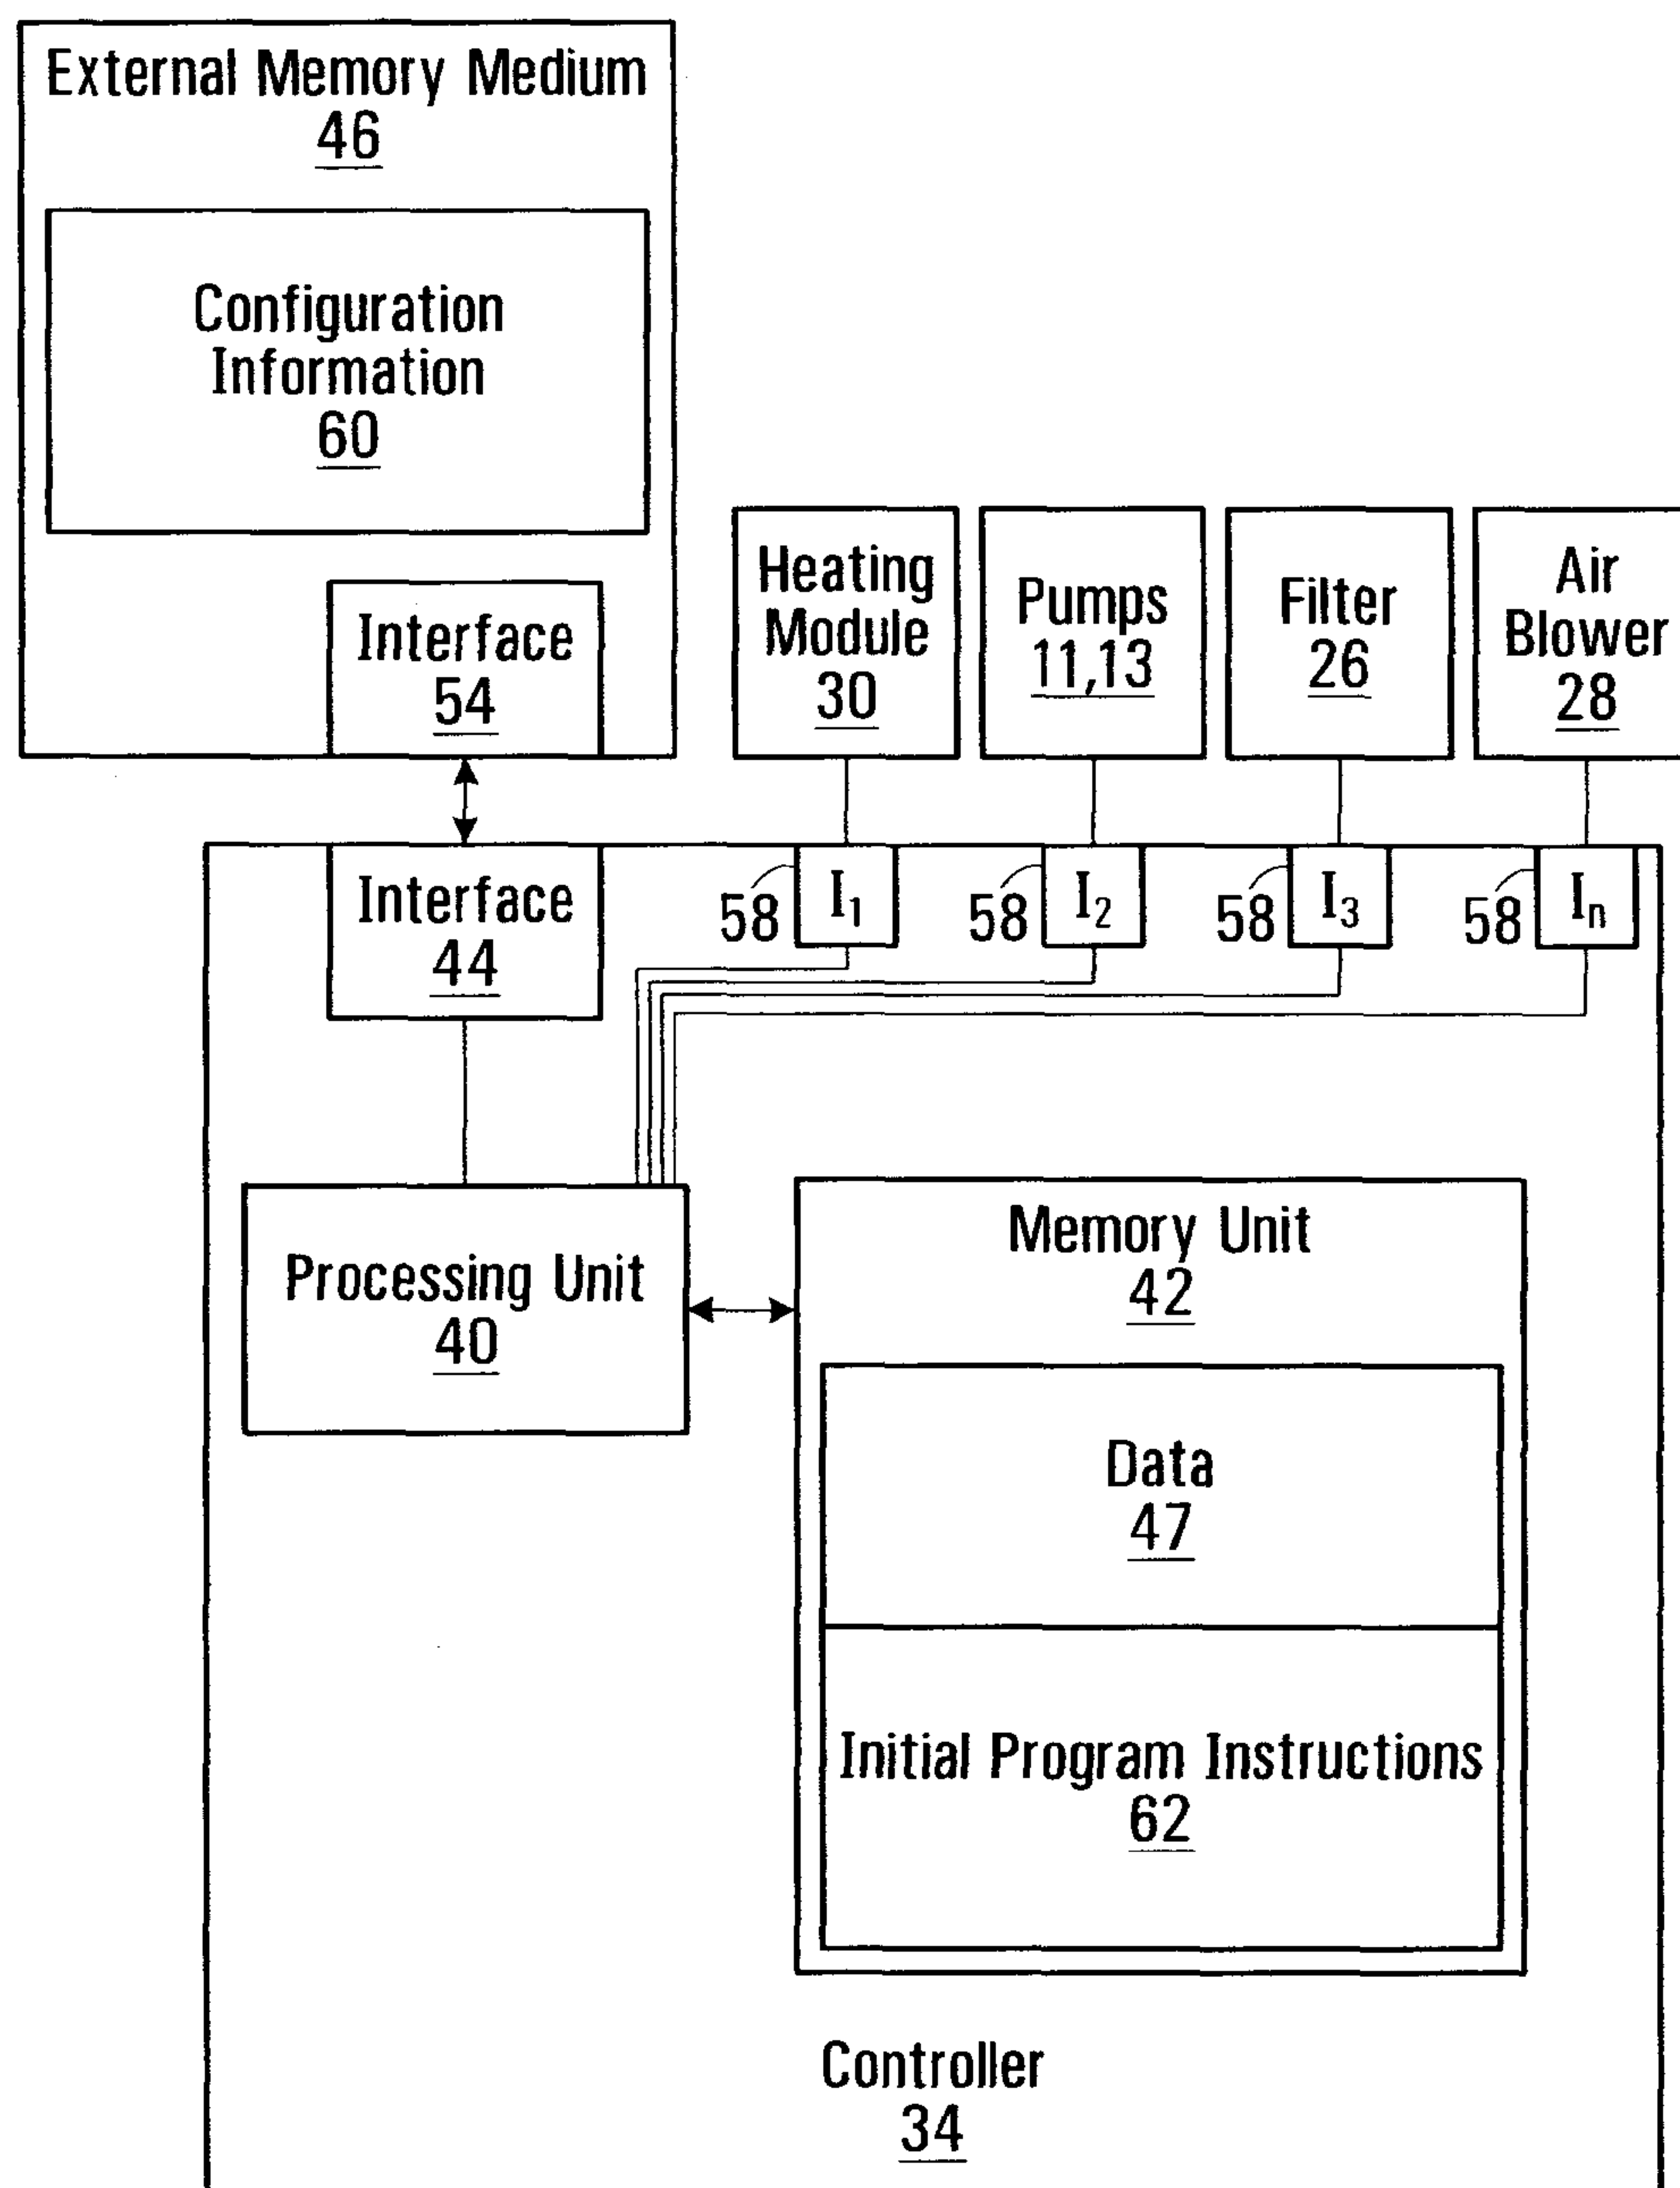 External Memory Medium
46
Configuration
Information
60
Interface
54
Heating
Module
30
Pumps
11,13
Filter
26
Air
Blower
28
Interface
44
58
I1
58
I2
58
I3
58
In
Processing Unit
40
Memory Unit
42
Data
47
Initial Program Instructions
62
Controller
34